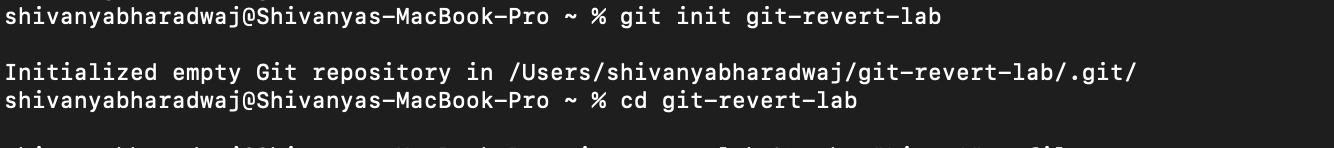 shivanyabharadwaj@Shivanyas-MacBook-Pro ~ % git init git-revert-lab
Initialized empty Git repository in /Users/shivanyabharadwaj/git-revert-lab/.git/
shivanyabharadwaj@Shivanyas-MacBook-Pro ~ % cd git-revert-lab